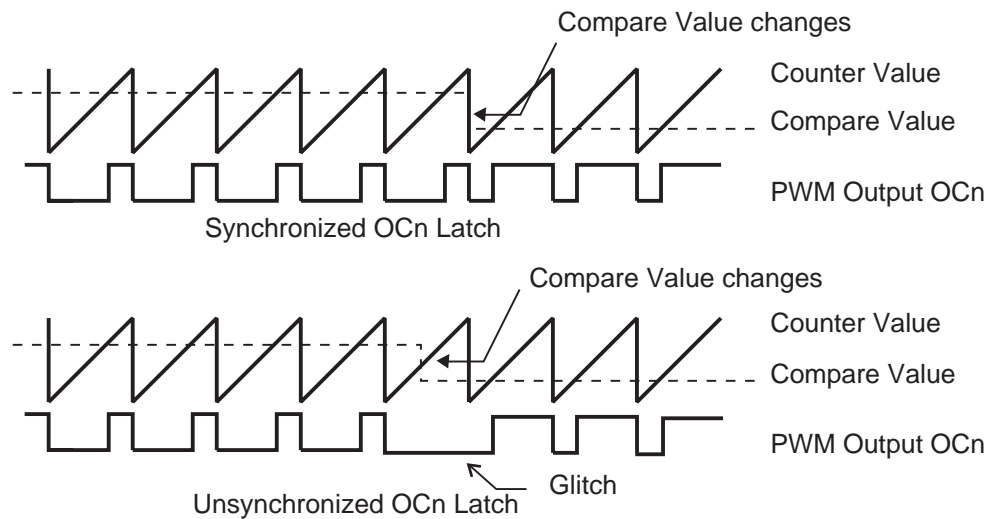 Compare Value changes
Counter Value
Compare Value
PWM Output OCn
Synchronized OCn Latch
Compare Value changes
Counter Value
Compare Value
PWM Output OCn
Glitch
Unsynchronized OCn Latch